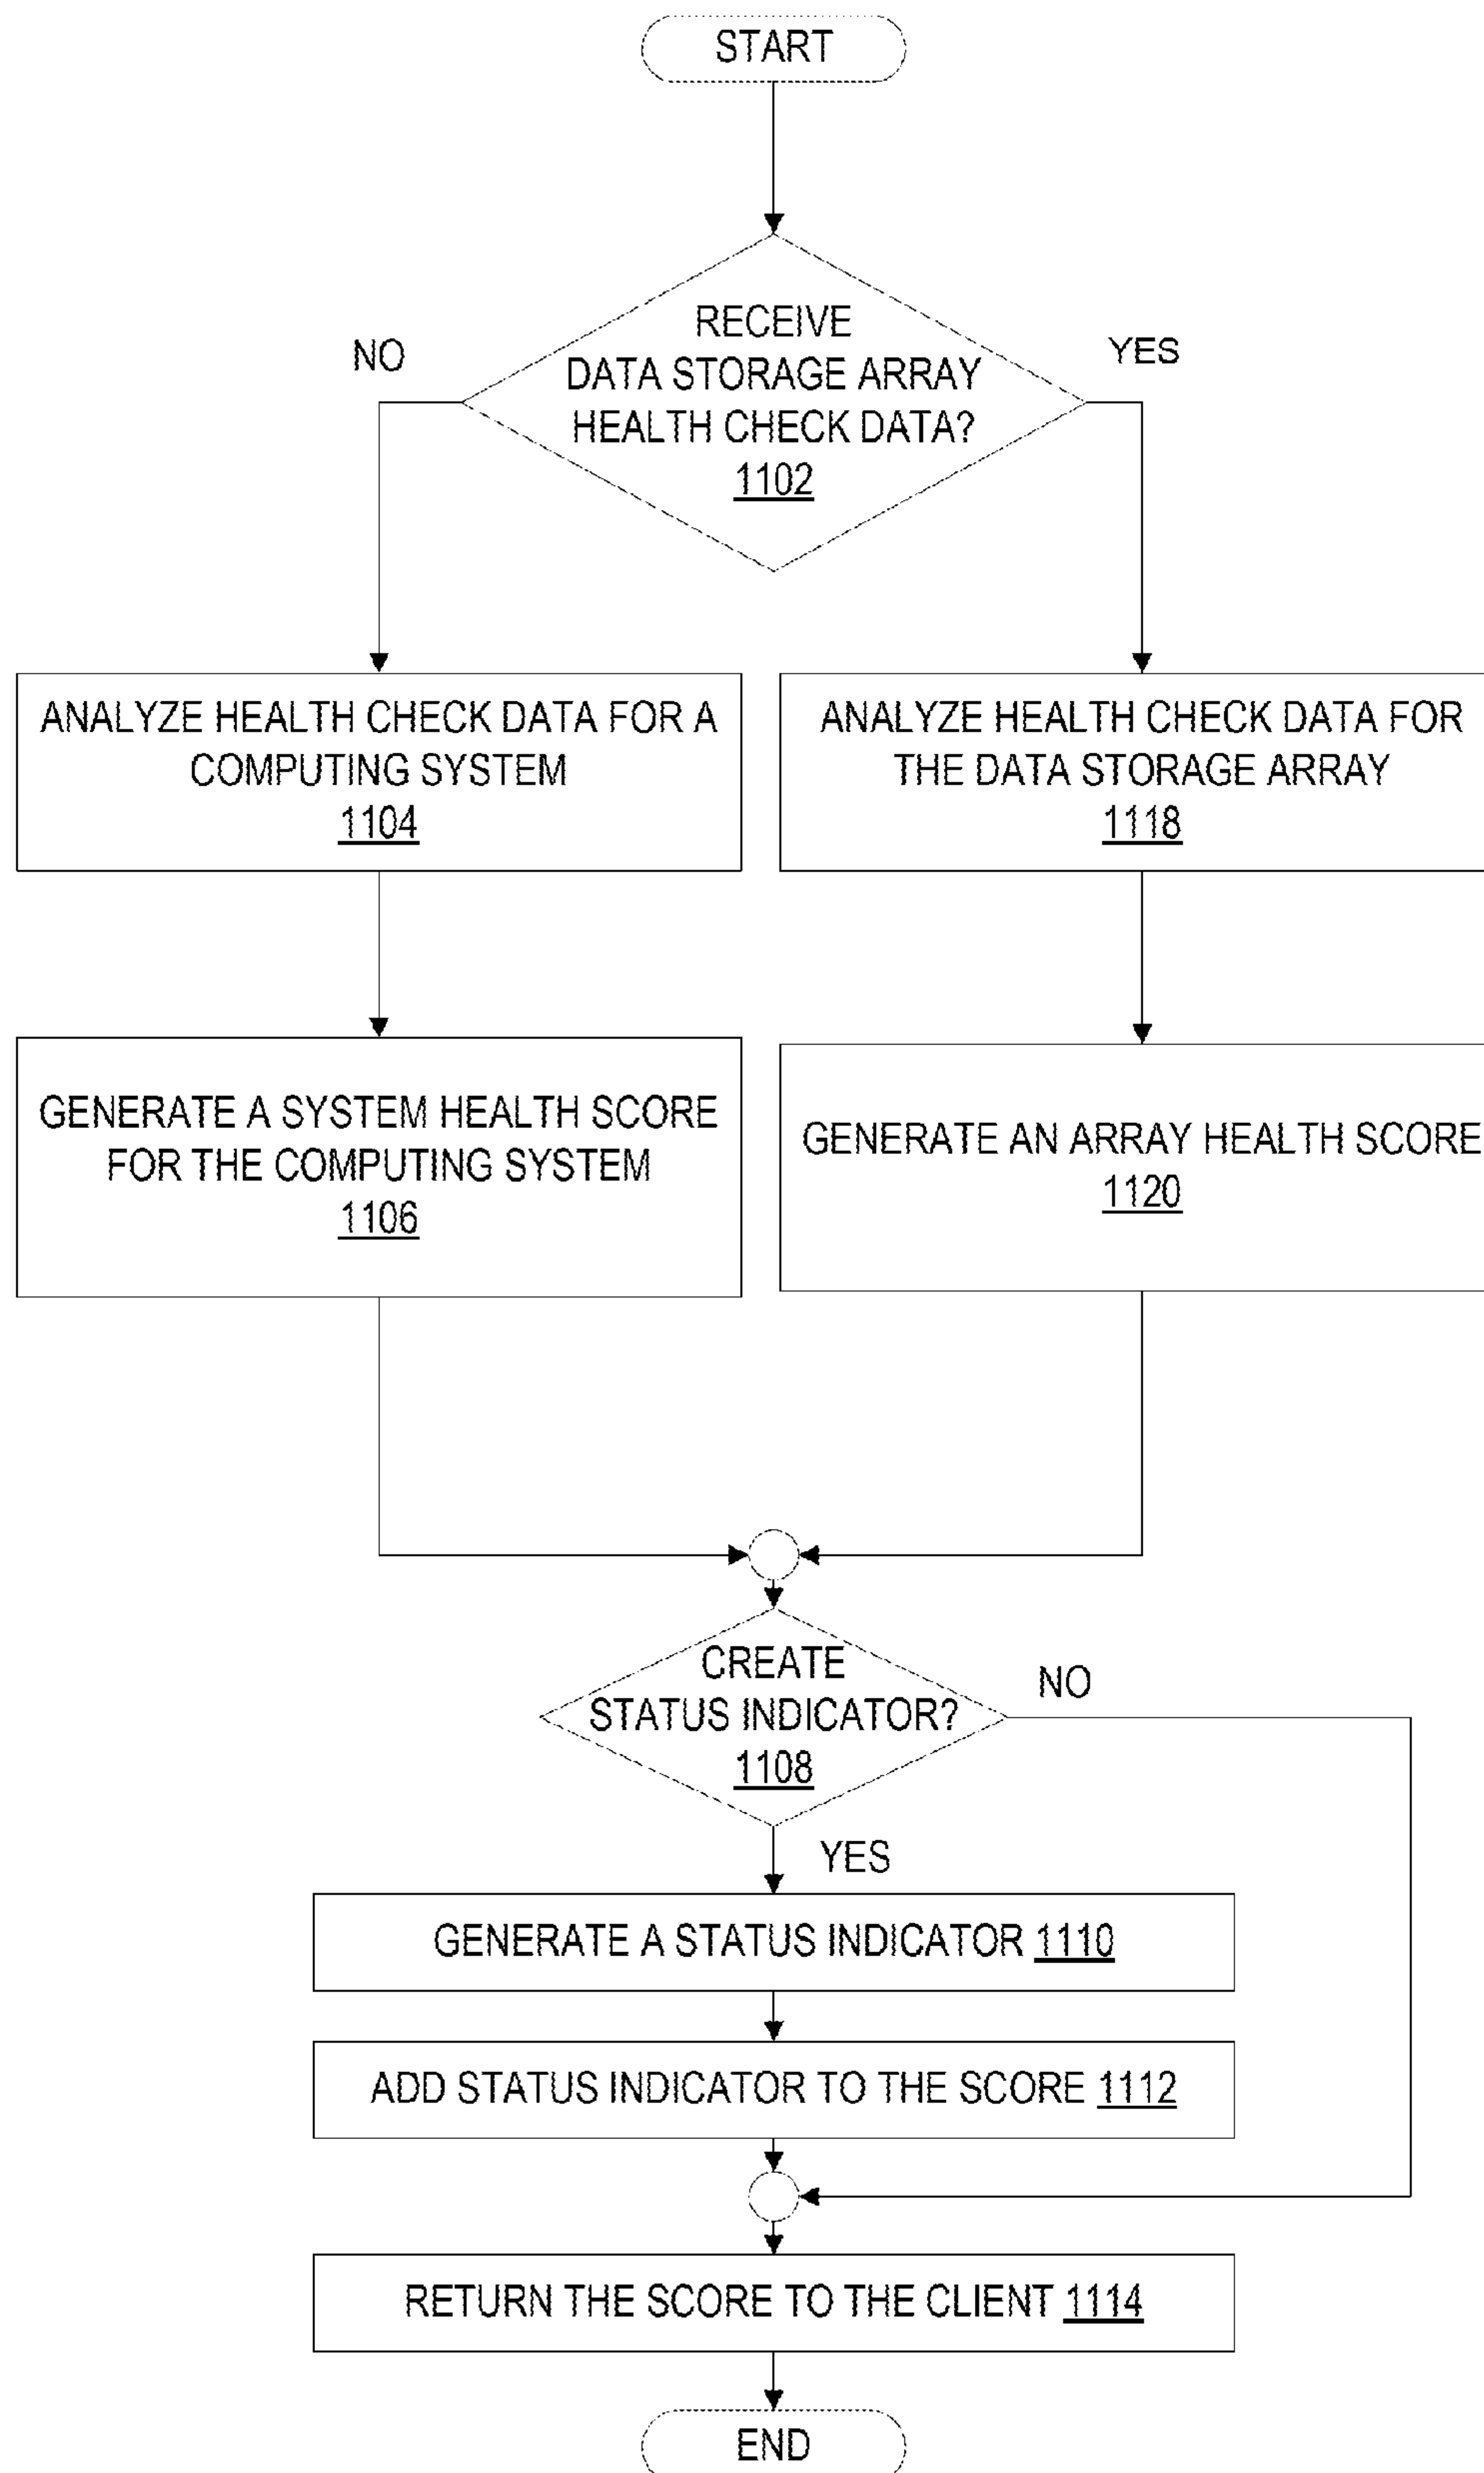 START
RECEIVE
DATA STORAGE ARRAY
HEALTH CHECK DATA?
1102
NO
YES
ANALYZE HEALTH CHECK DATA FOR A
COMPUTING SYSTEM
1104
ANALYZE HEALTH CHECK DATA FOR
THE DATA STORAGE ARRAY
1118
GENERATE A SYSTEM HEALTH SCORE
FOR THE COMPUTING SYSTEM
1106
GENERATE AN ARRAY HEALTH SCORE
1120
CREATE
STATUS INDICATOR?
1108
NO
YES
GENERATE A STATUS INDICATOR 1110
ADD STATUS INDICATOR TO THE SCORE 1112
RETURN THE SCORE TO THE CLIENT 1114
END